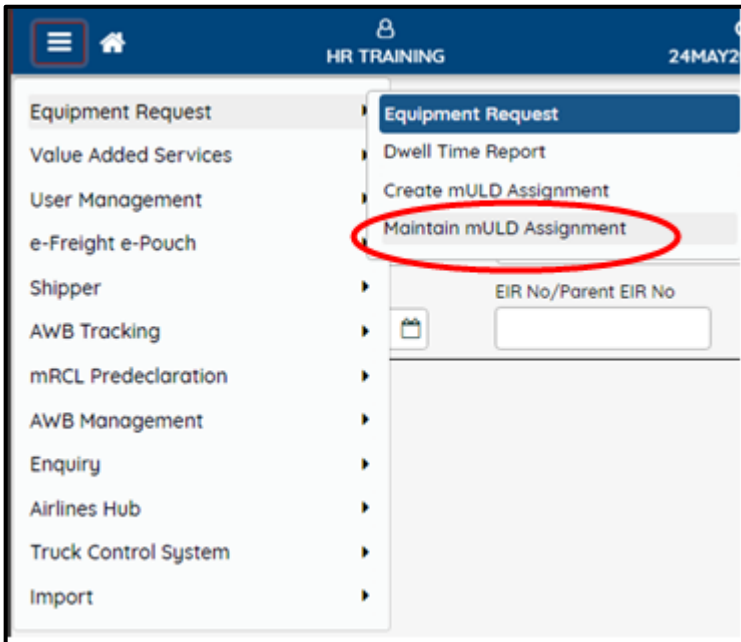 HR TRAINING
24MAY2
Equipment Request
Value Added Services
User Management
e-Freight e-Pouch
Shipper
AWB Tracking
mRCL Predeclaration
AWB Management
Enquiry
Airlines Hub
Truck Control System
Import
Equipment Request
Dwell Time Report
Create mULD Assignment
Maintain mULD Assignment
EIR No/Parent EIR No